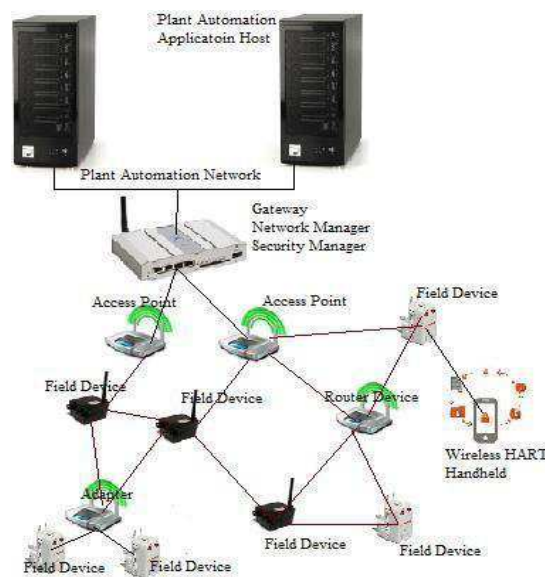 Plant Automation
Applicatoin Host
Plant Automation Network
Gateway
Network Manager
Security Manager
Access Point
Access Point
Field Device
Field Device
Field Device
Router Device
Wireless HART
Handheld
Adapter
Field Device
Field Device
Field Device
Field Device